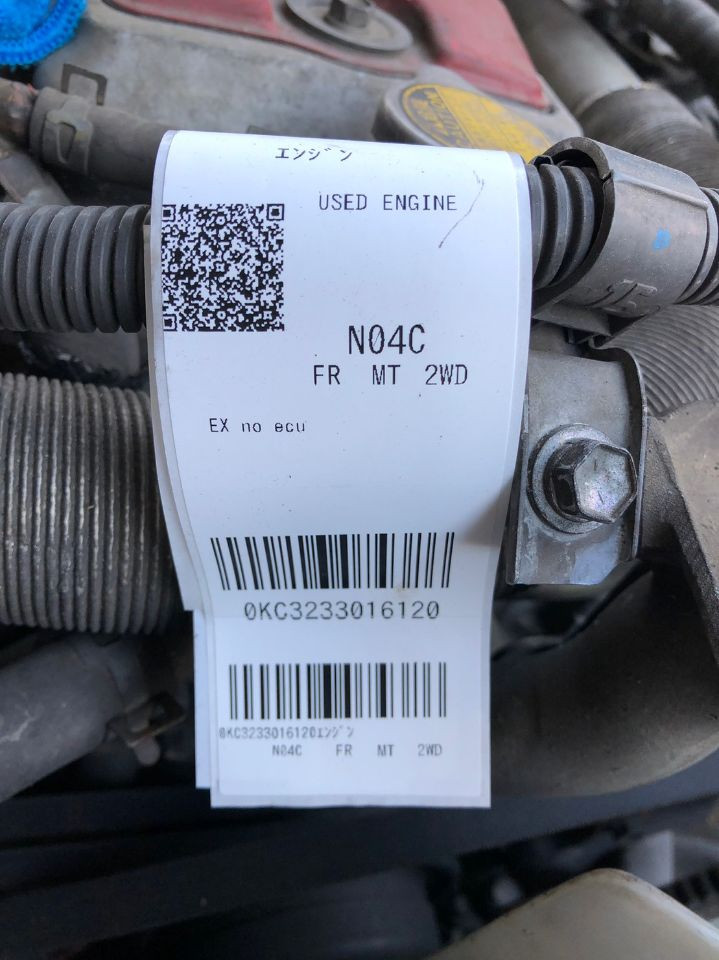 エンジン
USED ENGINE
N04C
FR MT 2WD
EX no ecu
0KC3233016120
0KC3233016120エンジン
N04C FR MT 2WD